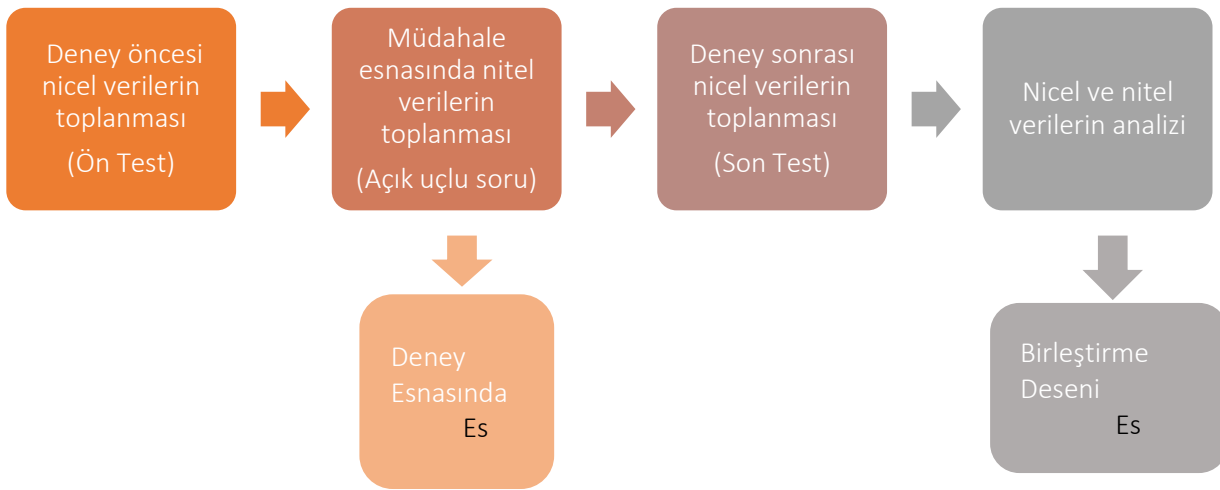 Deney öncesi
nicel verilerin
toplanması
(Ön Test)
Müdahale
esnasında nitel
verilerin
toplanması
(Açık uçlu soru)
Deney sonrası
nicel verilerin
toplanması
(Son Test)
Nicel ve nitel
verilerin analizi
Deney
Esnasında
Es
Birleştirme
Deseni
Es